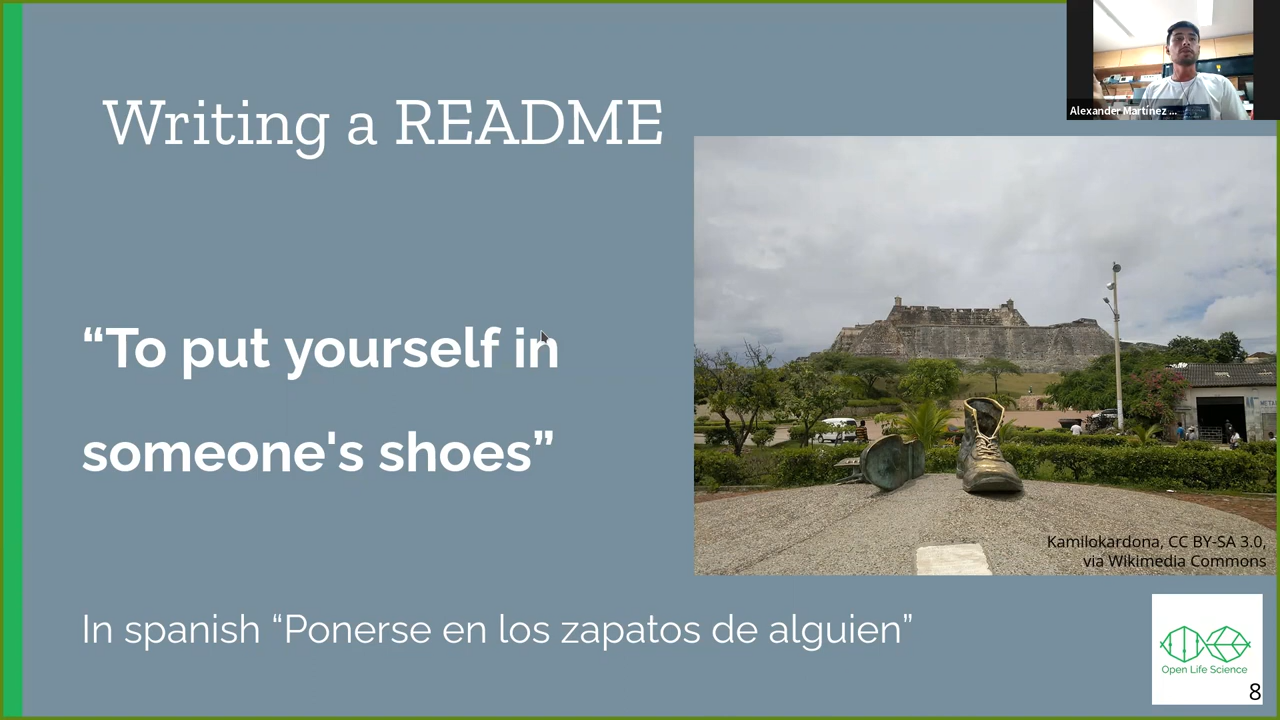 Writing a README
Alexander Martínez ...
“To put yourself in
someone's shoes”
Kamilokardona, CC BY-SA 3.0,
via Wikimedia Commons
In spanish “Ponerse en los zapatos de alguien”
Open Life Science
8